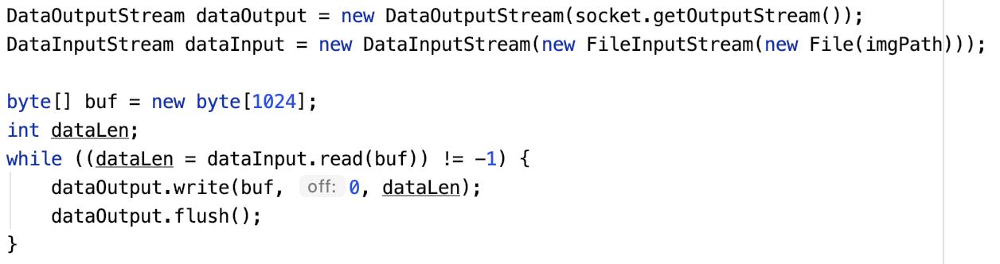 DataOutputStream dataOutput = new DataOutputStream(socket.getOutputStream());
DataInputStream dataInput = new DataInputStream(new FileInputStream(new File(imgPath)));
byte[] buf = new byte[1024];
int dataLen;
while ((dataLen = dataInput.read(buf)) != -1) {
    dataOutput.write(buf, off: 0, dataLen);
    dataOutput.flush();
}